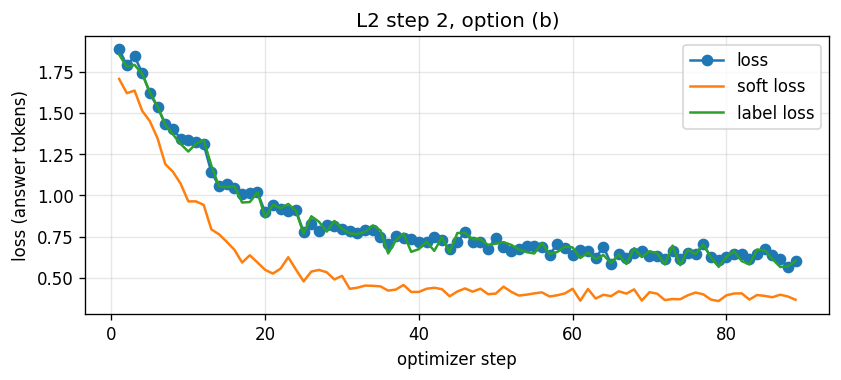 L2 step 2, option (b)
loss (answer tokens)
1.75
1.50
1.25
1.00
0.75
0.50
loss
soft loss
label loss
0 20 40 60 80
optimizer step